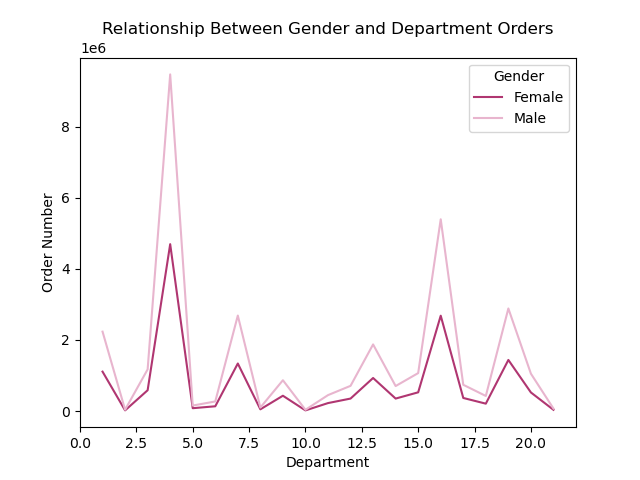 Relationship Between Gender and Department Orders
1e6
Gender
Female
Male
8
6
4
2
0
Order Number
0.0 2.5 5.0 7.5 10.0 12.5 15.0 17.5 20.0
Department